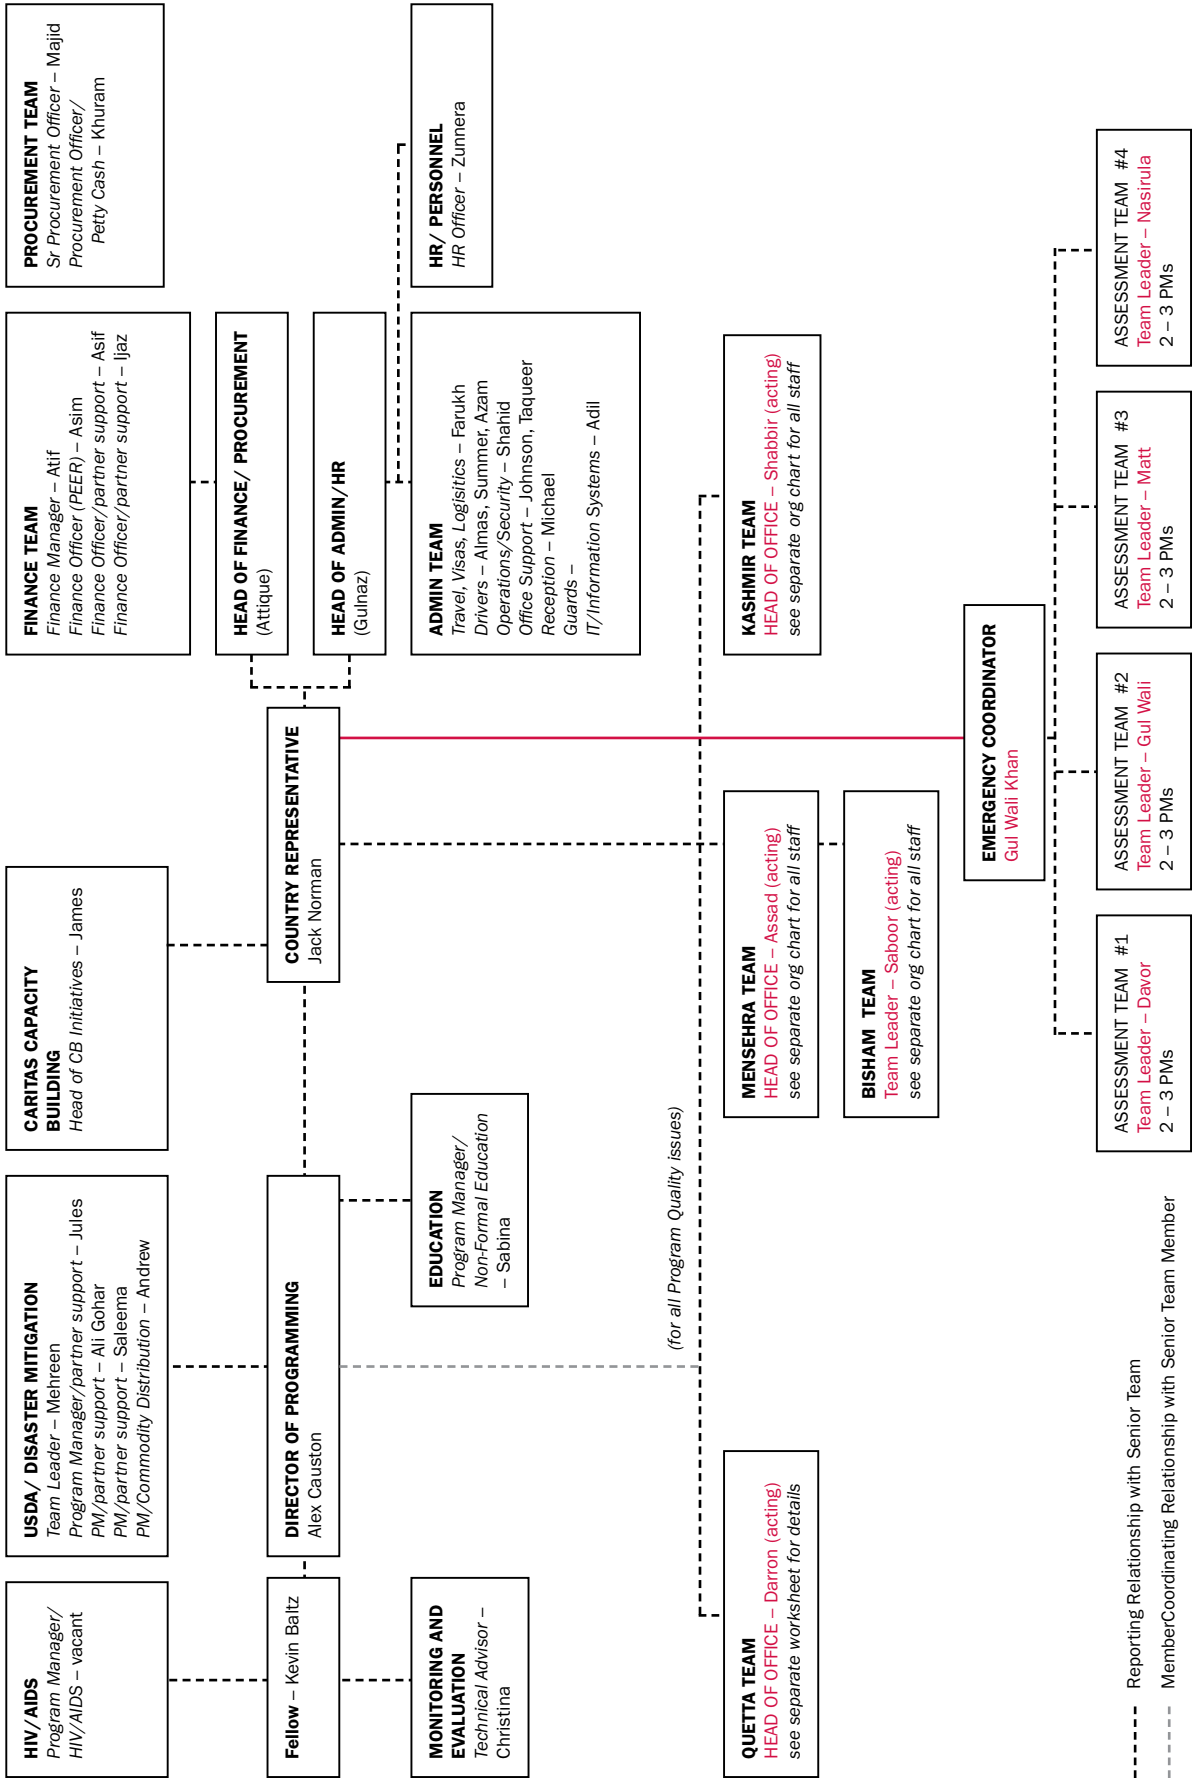 HIV/AIDS
Program Manager/
HIV/AIDS – vacant
USDA/ DISASTER MITIGATION
Team Leader – Mehreen
Program Manager/partner support – Jules
PM/partner support – Ali Gohar
PM/partner support – Saleema
PM/Commodity Distribution – Andrew
CARITAS CAPACITY
BUILDING
Head of CB Initiatives – James
FINANCE TEAM
Finance Manager – Atif
Finance Officer (PEER) – Asim
Finance Officer/partner support – Asif
Finance Officer/partner support – Ijaz
PROCUREMENT TEAM
Sr Procurement Officer – Majid
Procurement Officer/
Petty Cash – Khuram
Fellow – Kevin Baltz
DIRECTOR OF PROGRAMMING
Alex Causton
COUNTRY REPRESENTATIVE
Jack Norman
HEAD OF FINANCE/ PROCUREMENT
(Attique)
HEAD OF ADMIN/HR
(Gulnaz)
MONITORING AND
EVALUATION
Technical Advisor –
Christina
EDUCATION
Program Manager/
Non-Formal Education
– Sabina
ADMIN TEAM
Travel, Visas, Logisitics – Farukh
Drivers – Almas, Summer, Azam
Operations/Security – Shahid
Office Support – Johnson, Taqueer
Reception – Michael
Guards –
IT/Information Systems – Adil
HR/ PERSONNEL
HR Officer – Zunnera
(for all Program Quality issues)
QUETTA TEAM
HEAD OF OFFICE – Darron (acting)
see separate worksheet for details
MENSEHRA TEAM
HEAD OF OFFICE – Assad (acting)
see separate org chart for all staff
KASHMIR TEAM
HEAD OF OFFICE – Shabbir (acting)
see separate org chart for all staff
BISHAM TEAM
Team Leader – Saboor (acting)
see separate org chart for all staff
EMERGENCY COORDINATOR
Gul Wali Khan
ASSESSMENT TEAM #1
Team Leader – Davor
2 – 3 PMs
ASSESSMENT TEAM #2
Team Leader – Gul Wali
2 – 3 PMs
ASSESSMENT TEAM #3
Team Leader – Matt
2 – 3 PMs
ASSESSMENT TEAM #4
Team Leader – Nasirula
2 – 3 PMs
Reporting Relationship with Senior Team
MemberCoordinating Relationship with Senior Team Member